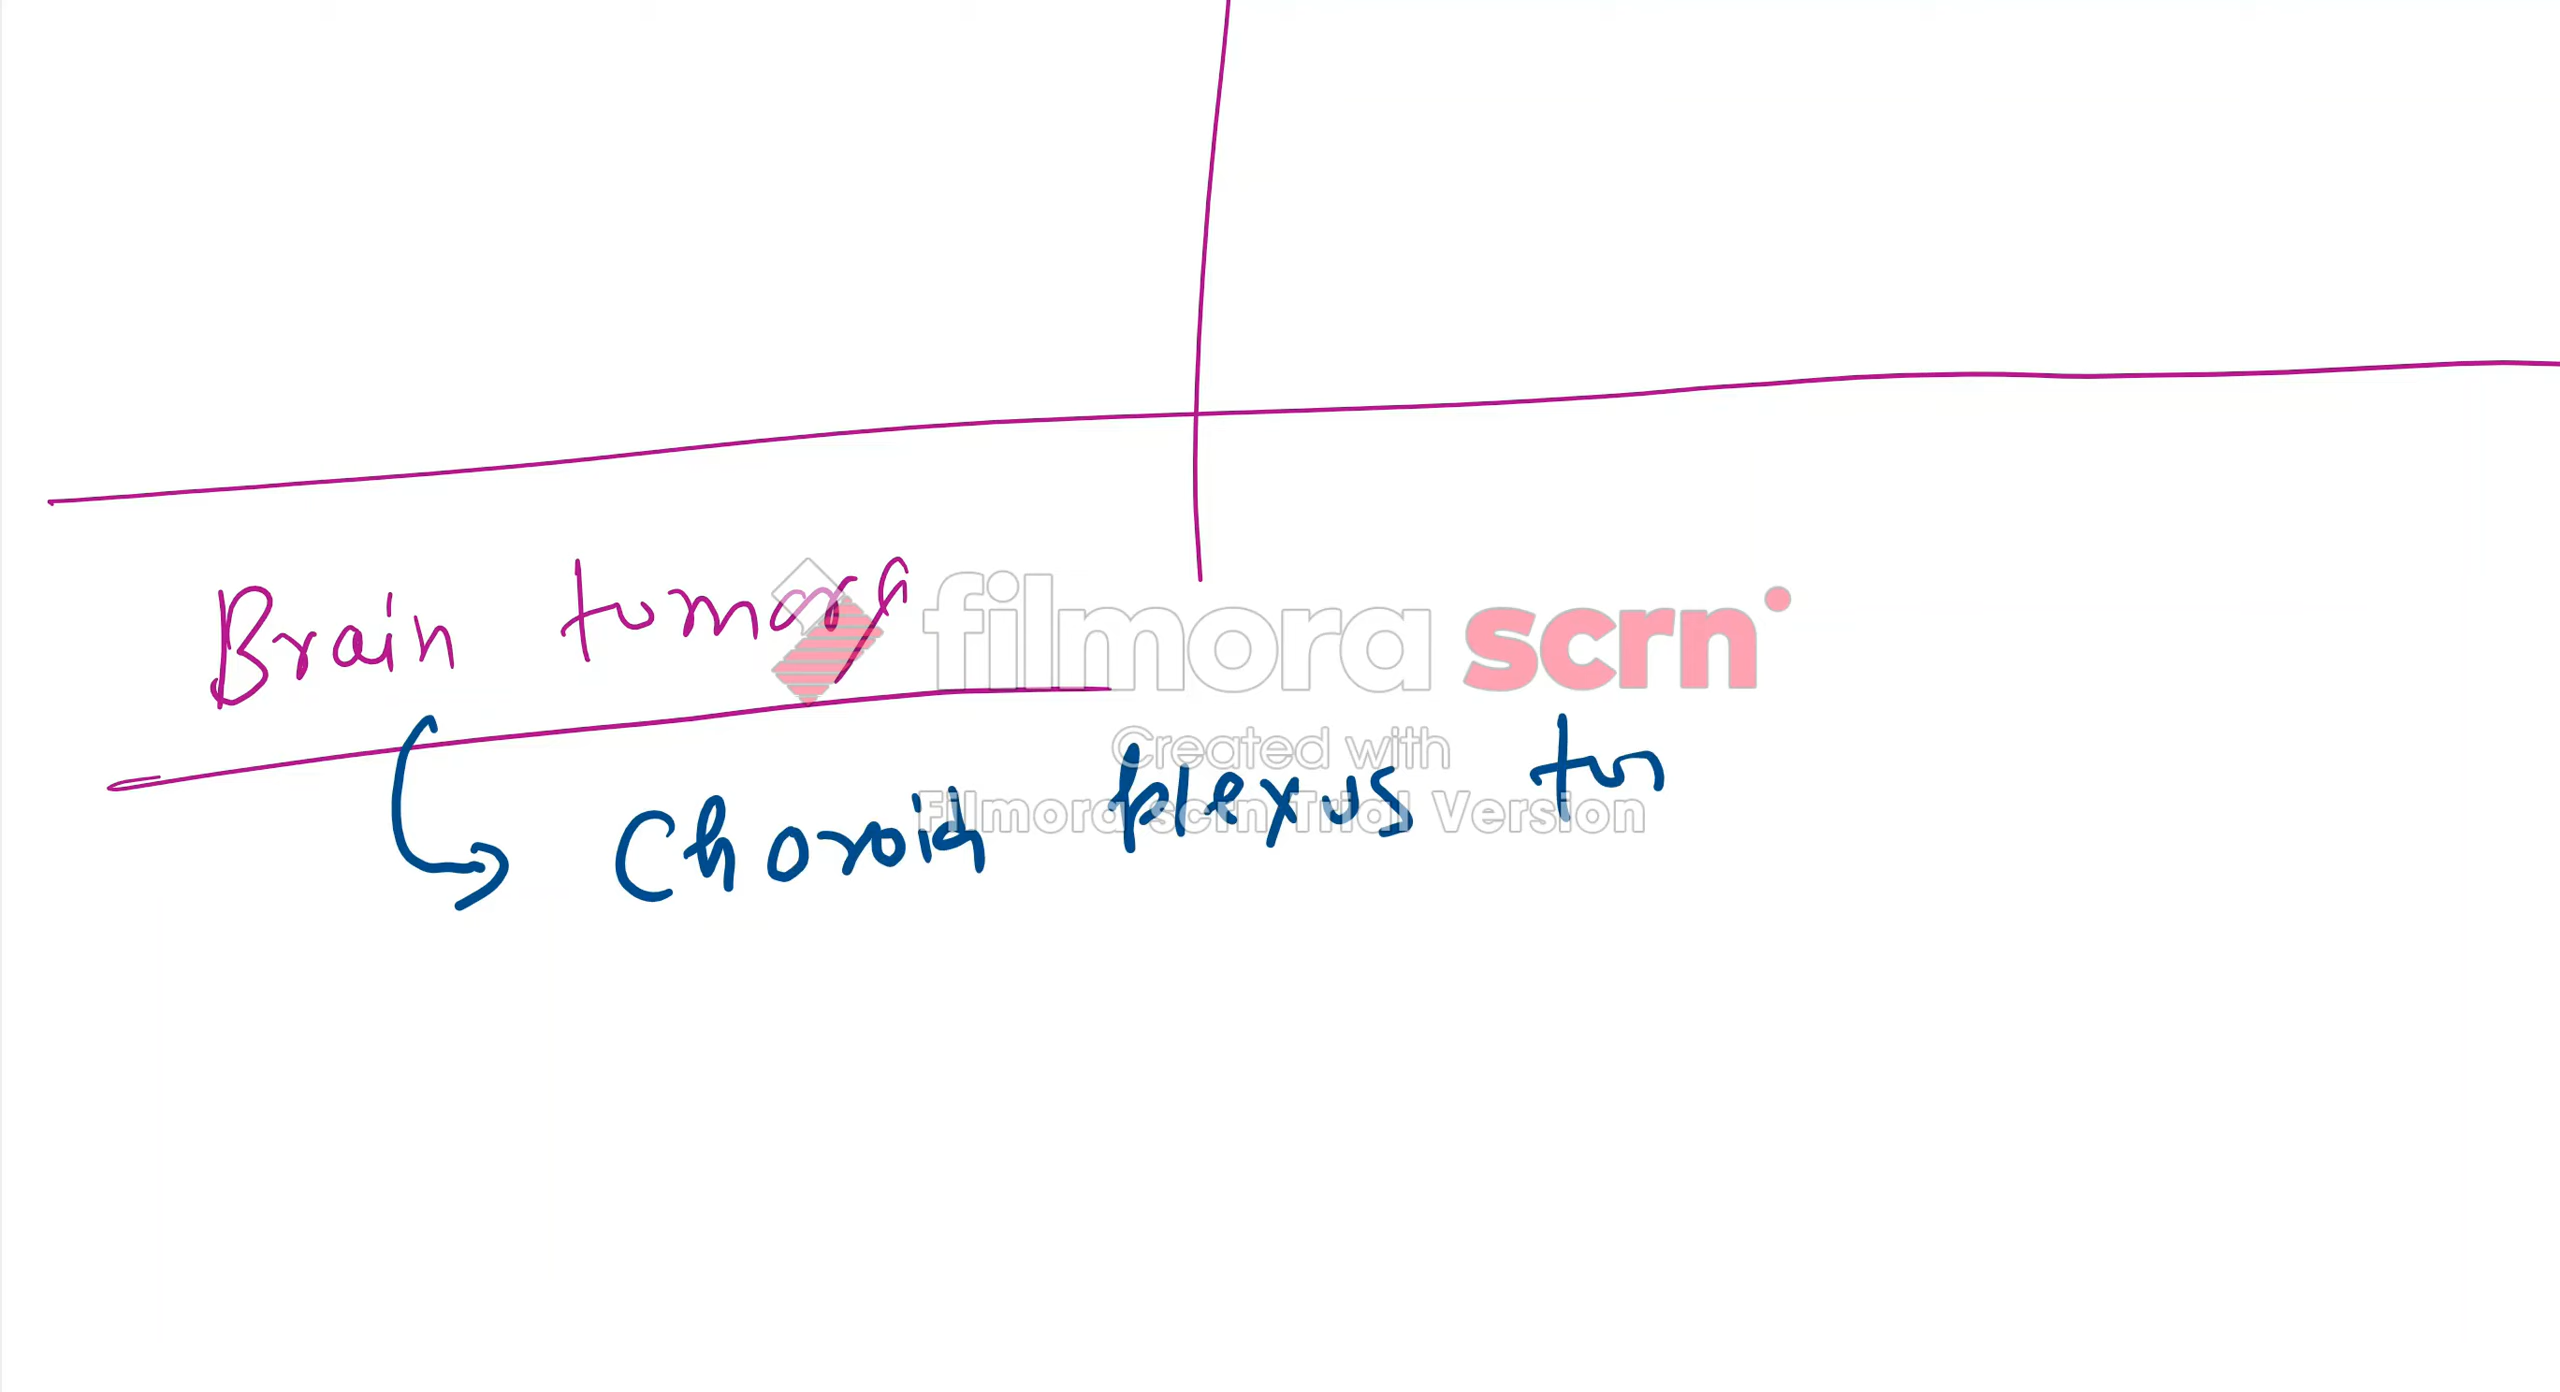 Brain tumors
filmora scrn
Created with
Filmora scrn Trial Version
Choroid plexus tu